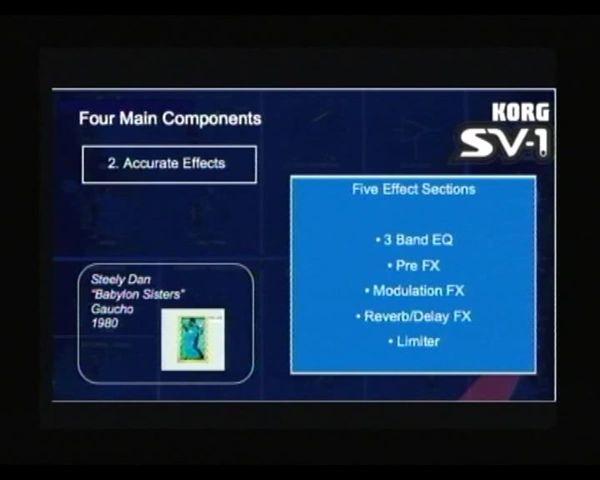 Four Main Components
KORG
SV-1
2. Accurate Effects
Five Effect Sections
• 3 Band EQ
• Pre FX
• Modulation FX
• Reverb/Delay FX
• Limiter
Steely Dan
"Babylon Sisters"
Gaucho
1980